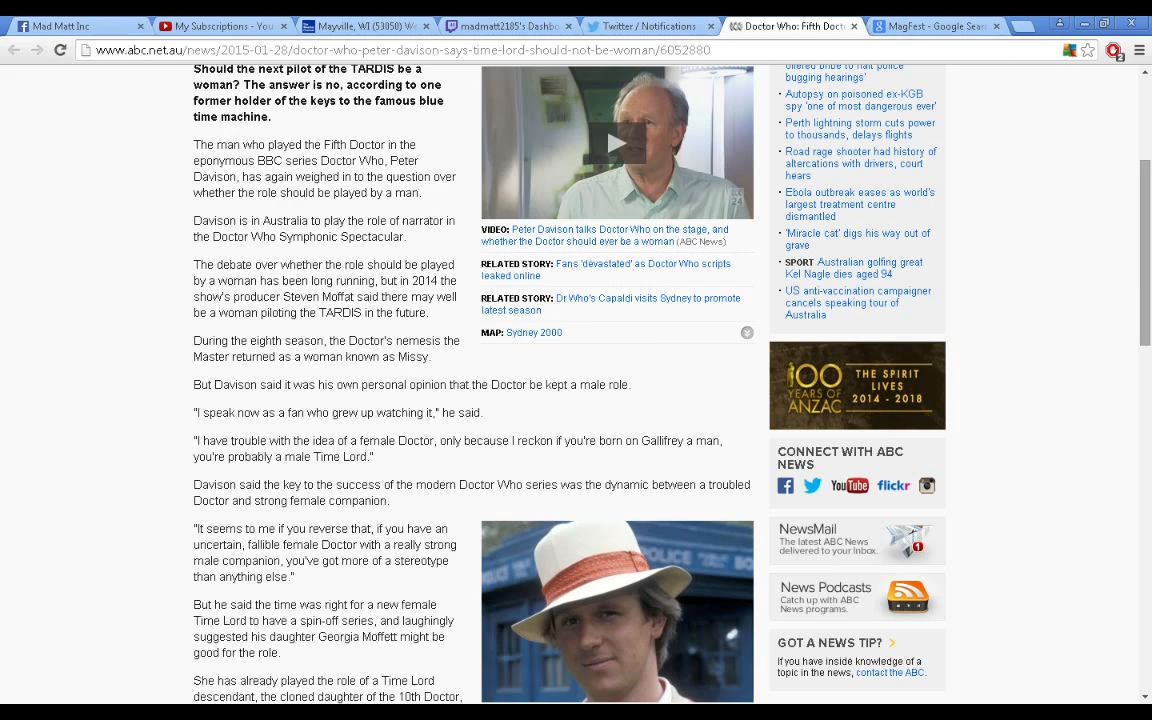 Mad Matt Inc
My Subscriptions - You
Mayville, WI (53050) We
madmatt2185's Dashbo
Twitter / Notifications
Doctor Who: Fifth Doct
MagFest - Google Sear
www.abc.net.au/news/2015-01-28/doctor-who-peter-davison-says-time-lord-should-not-be-woman/6052880
2
Should the next pilot of the TARDIS be a
woman? The answer is no, according to one
former holder of the keys to the famous blue
time machine.
The man who played the Fifth Doctor in the
eponymous BBC series Doctor Who, Peter
Davison, has again weighed in to the question over
whether the role should be played by a man.
Davison is in Australia to play the role of narrator in
the Doctor Who Symphonic Spectacular.
The debate over whether the role should be played
by a woman has been long running, but in 2014 the
show's producer Steven Moffat said there may well
be a woman piloting the TARDIS in the future.
During the eighth season, the Doctor's nemesis the
Master returned as a woman known as Missy.
But Davison said it was his own personal opinion that the Doctor be kept a male role.
"I speak now as a fan who grew up watching it," he said.
"I have trouble with the idea of a female Doctor, only because I reckon if you're born on Gallifrey a man,
you're probably a male Time Lord."
Davison said the key to the success of the modern Doctor Who series was the dynamic between a troubled
Doctor and strong female companion.
"It seems to me if you reverse that, if you have an
uncertain, fallible female Doctor with a really strong
male companion, you've got more of a stereotype
than anything else."
But he said the time was right for a new female
Time Lord to have a spin-off series, and laughingly
suggested his daughter Georgia Moffett might be
good for the role.
She has already played the role of a Time Lord
descendant, the cloned daughter of the 10th Doctor,
24
VIDEO: Peter Davison talks Doctor Who on the stage, and
whether the Doctor should ever be a woman (ABC News)
RELATED STORY: Fans 'devastated' as Doctor Who scripts
leaked online
RELATED STORY: Dr Who's Capaldi visits Sydney to promote
latest season
MAP: Sydney 2000
POLICE
offered bribe to halt police
bugging hearings'
Autopsy on poisoned ex-KGB
spy 'one of most dangerous ever'
Perth lightning storm cuts power
to thousands, delays flights
Road rage shooter had history of
altercations with drivers, court
hears
Ebola outbreak eases as world's
largest treatment centre
dismantled
'Miracle cat' digs his way out of
grave
SPORT Australian golfing great
Kel Nagle dies aged 94
US anti-vaccination campaigner
cancels speaking tour of
Australia
100
YEARS OF
ANZAC
THE SPIRIT
LIVES
2014 - 2018
CONNECT WITH ABC
NEWS
YouTube
flickr
NewsMail
The latest ABC News
delivered to your Inbox.
1
News Podcasts
Catch up with ABC
News programs.
GOT A NEWS TIP?
If you have inside knowledge of a
topic in the news, contact the ABC.